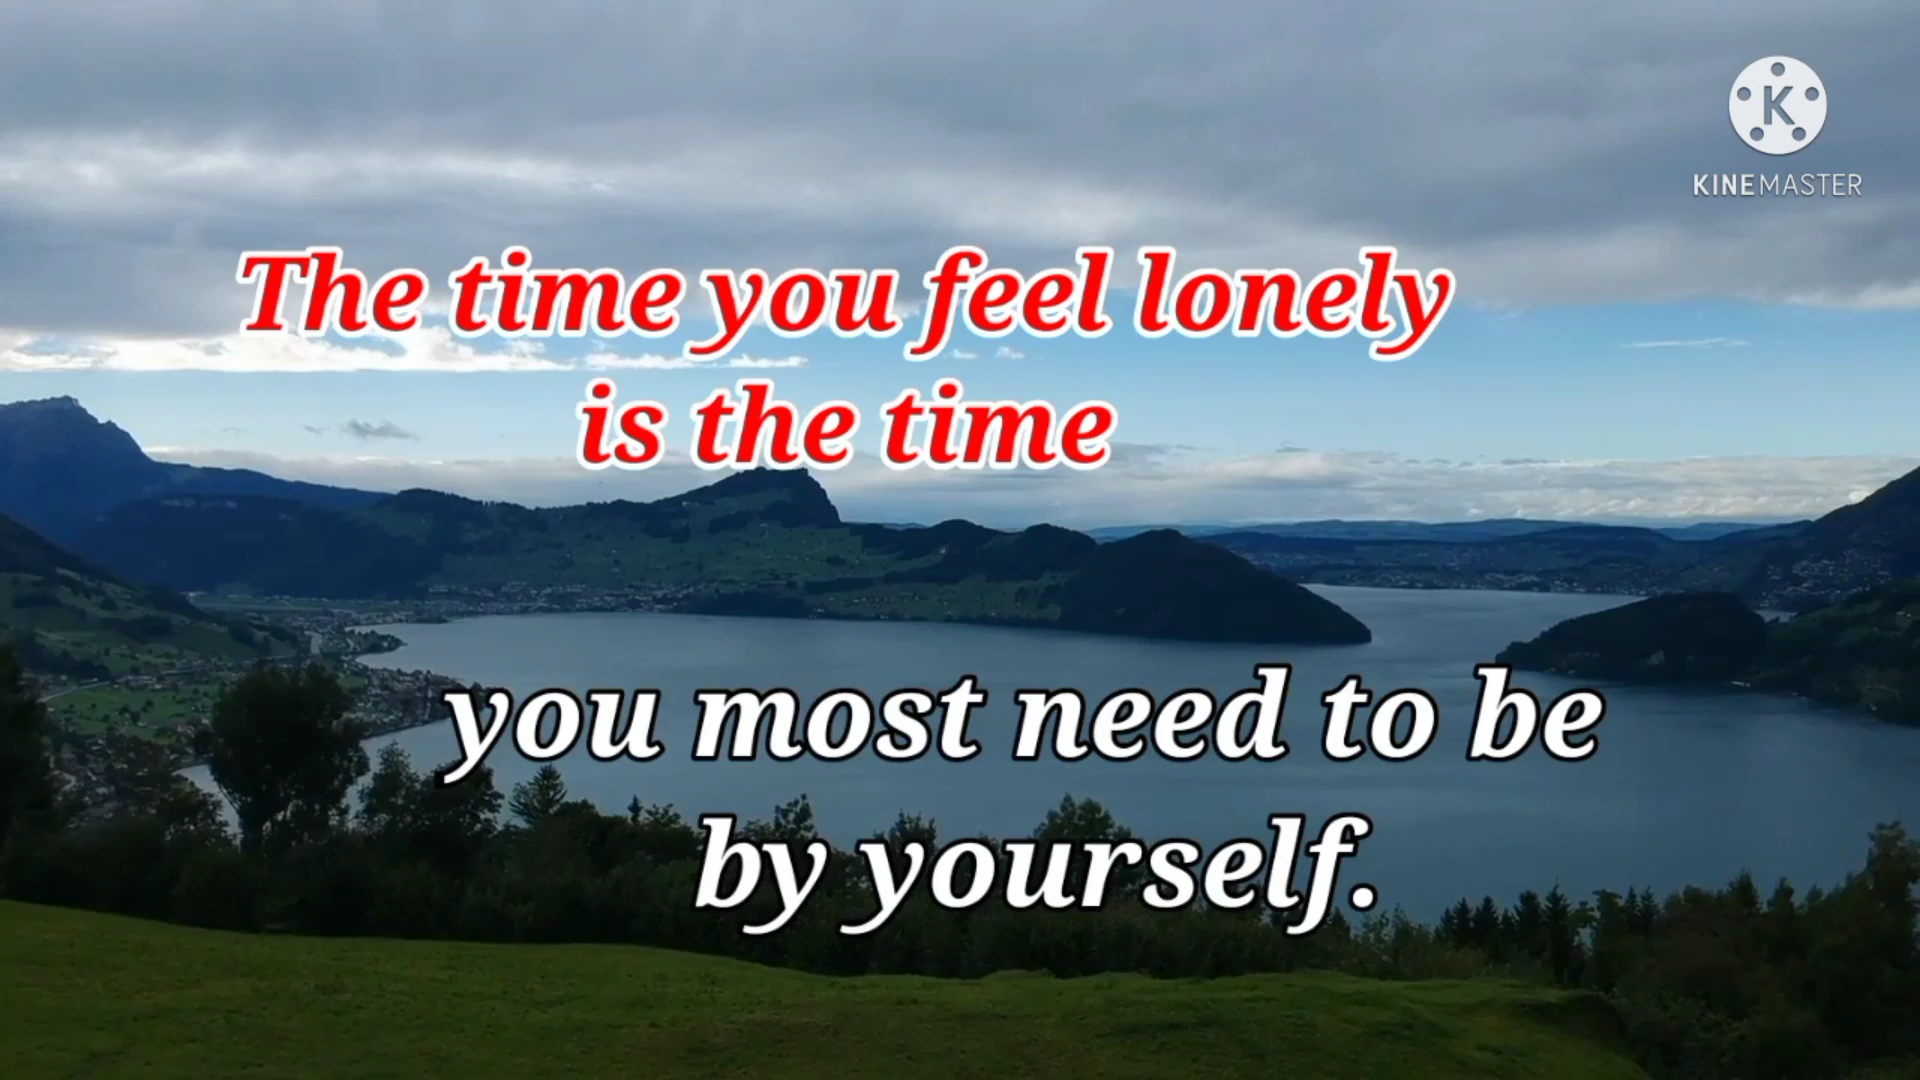 K
KINEMASTER
The time you feel lonely
is the time
you most need to be
by yourself.